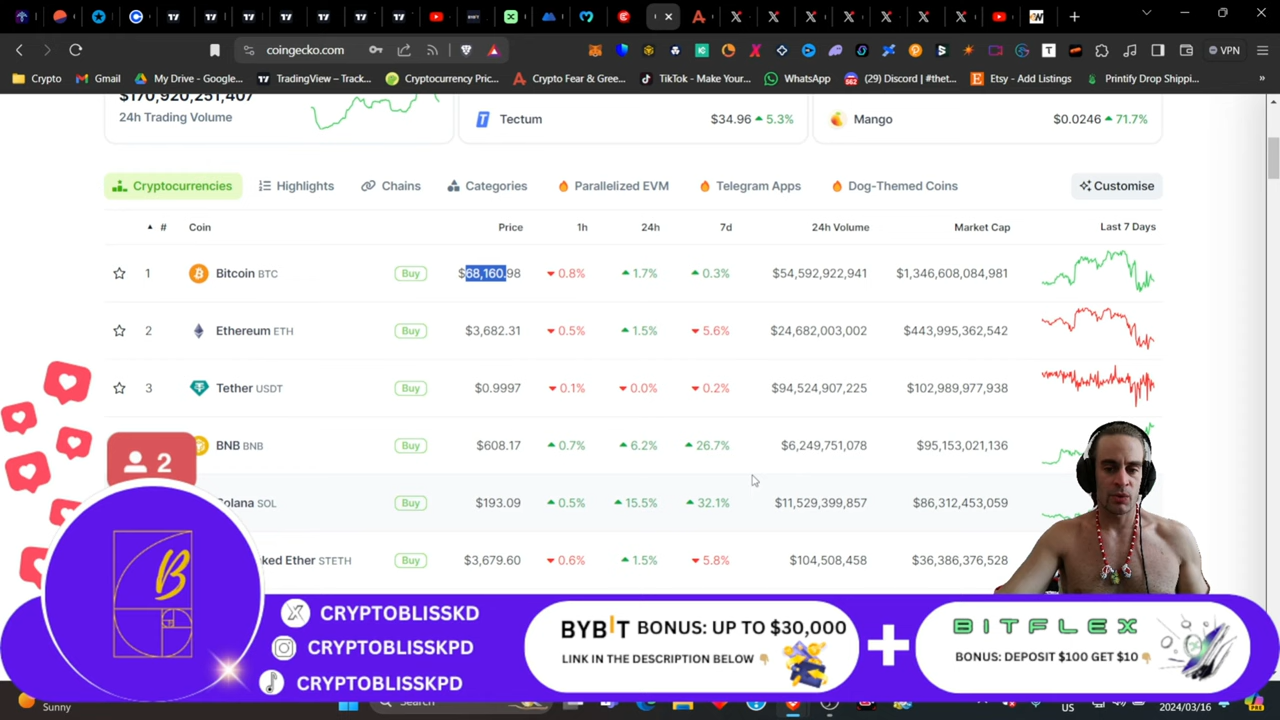 coingecko.com
VPN
Crypto
Gmail
My Drive - Google...
TradingView – Track...
Cryptocurrency Pric...
Crypto Fear & Gree...
TikTok - Make Your...
WhatsApp
(29) Discord | #thet...
Etsy - Add Listings
Printify Drop Shippi...
»
$170,920,251,407
24h Trading Volume
Tectum
$34.96 ▲ 5.3%
Mango
$0.0246 ▲ 71.7%
Cryptocurrencies
Highlights
Chains
Categories
Parallelized EVM
Telegram Apps
Dog-Themed Coins
Customise
▲ # Coin Price 1h 24h 7d 24h Volume Market Cap Last 7 Days
1 Bitcoin BTC Buy $68,160.98 ▼ 0.8% ▲ 1.7% ▲ 0.3% $54,592,922,941 $1,346,608,084,981
2 Ethereum ETH Buy $3,682.31 ▼ 0.5% ▲ 1.5% ▼ 5.6% $24,682,003,002 $443,995,362,542
3 Tether USDT Buy $0.9997 ▼ 0.1% ▼ 0.0% ▼ 0.2% $94,524,907,225 $102,989,977,938
BNB BNB Buy $608.17 ▲ 0.7% ▲ 6.2% ▲ 26.7% $6,249,751,078 $95,153,021,136
olana SOL Buy $193.09 ▲ 0.5% ▲ 15.5% ▲ 32.1% $11,529,399,857 $86,312,453,059
ked Ether STETH Buy $3,679.60 ▼ 0.6% ▲ 1.5% ▼ 5.8% $104,508,458 $36,386,376,528
2
B
CRYPTOBLISSKD
CRYPTOBLISSKPD
CRYPTOBLISSKPD
BYBIT BONUS: UP TO $30,000
LINK IN THE DESCRIPTION BELOW
+
BITFLEX
BONUS: DEPOSIT $100 GET $10
Sunny
Search
US
2024/03/16